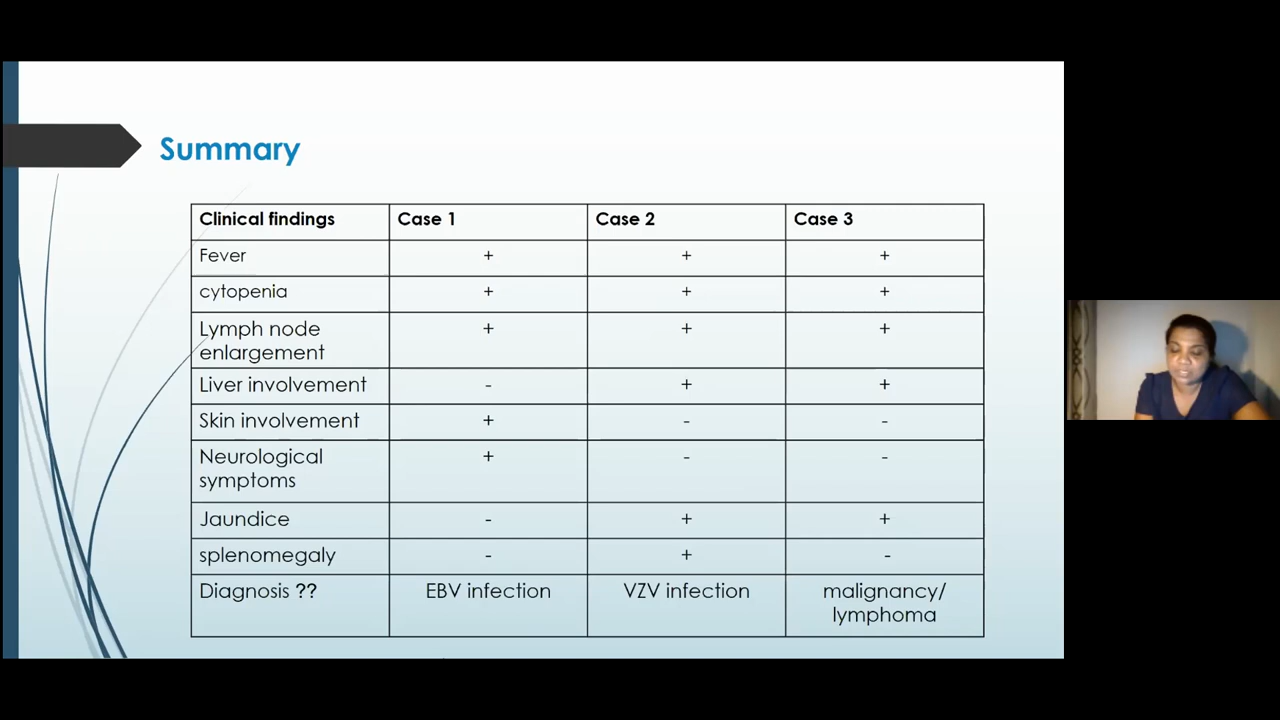 Summary
Clinical findings Case 1 Case 2 Case 3
Fever + + +
cytopenia + + +
Lymph node enlargement + + +
Liver involvement - + +
Skin involvement + - -
Neurological symptoms + - -
Jaundice - + +
splenomegaly - + -
Diagnosis ?? EBV infection VZV infection malignancy/ lymphoma